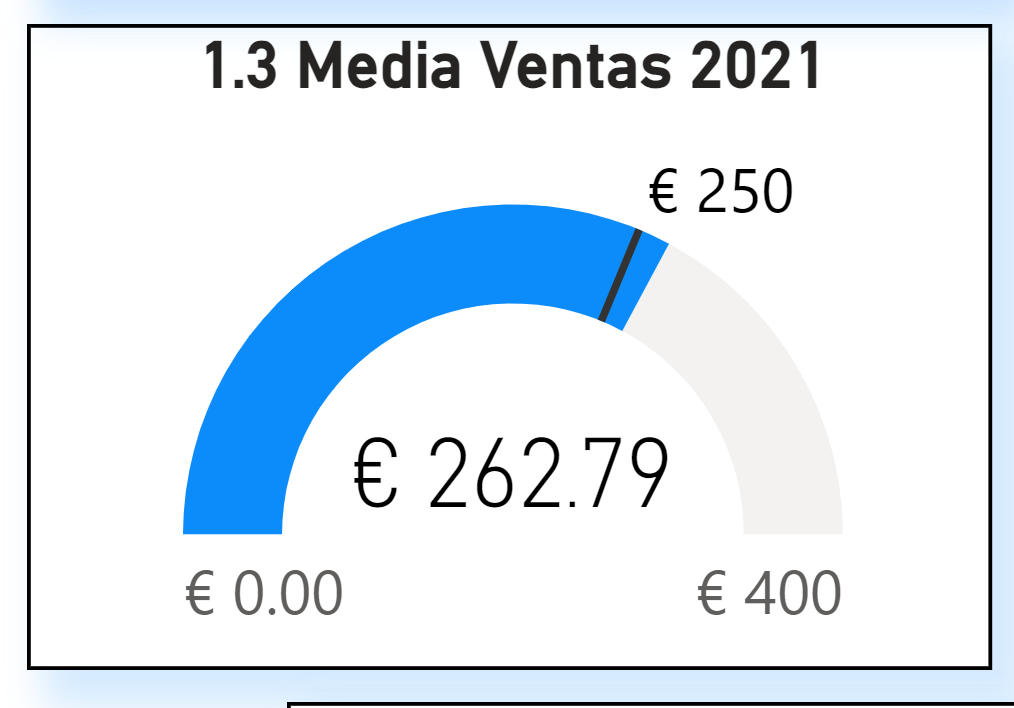 1.3 Media Ventas 2021
€ 250
€ 262.79
€ 0.00
€ 400